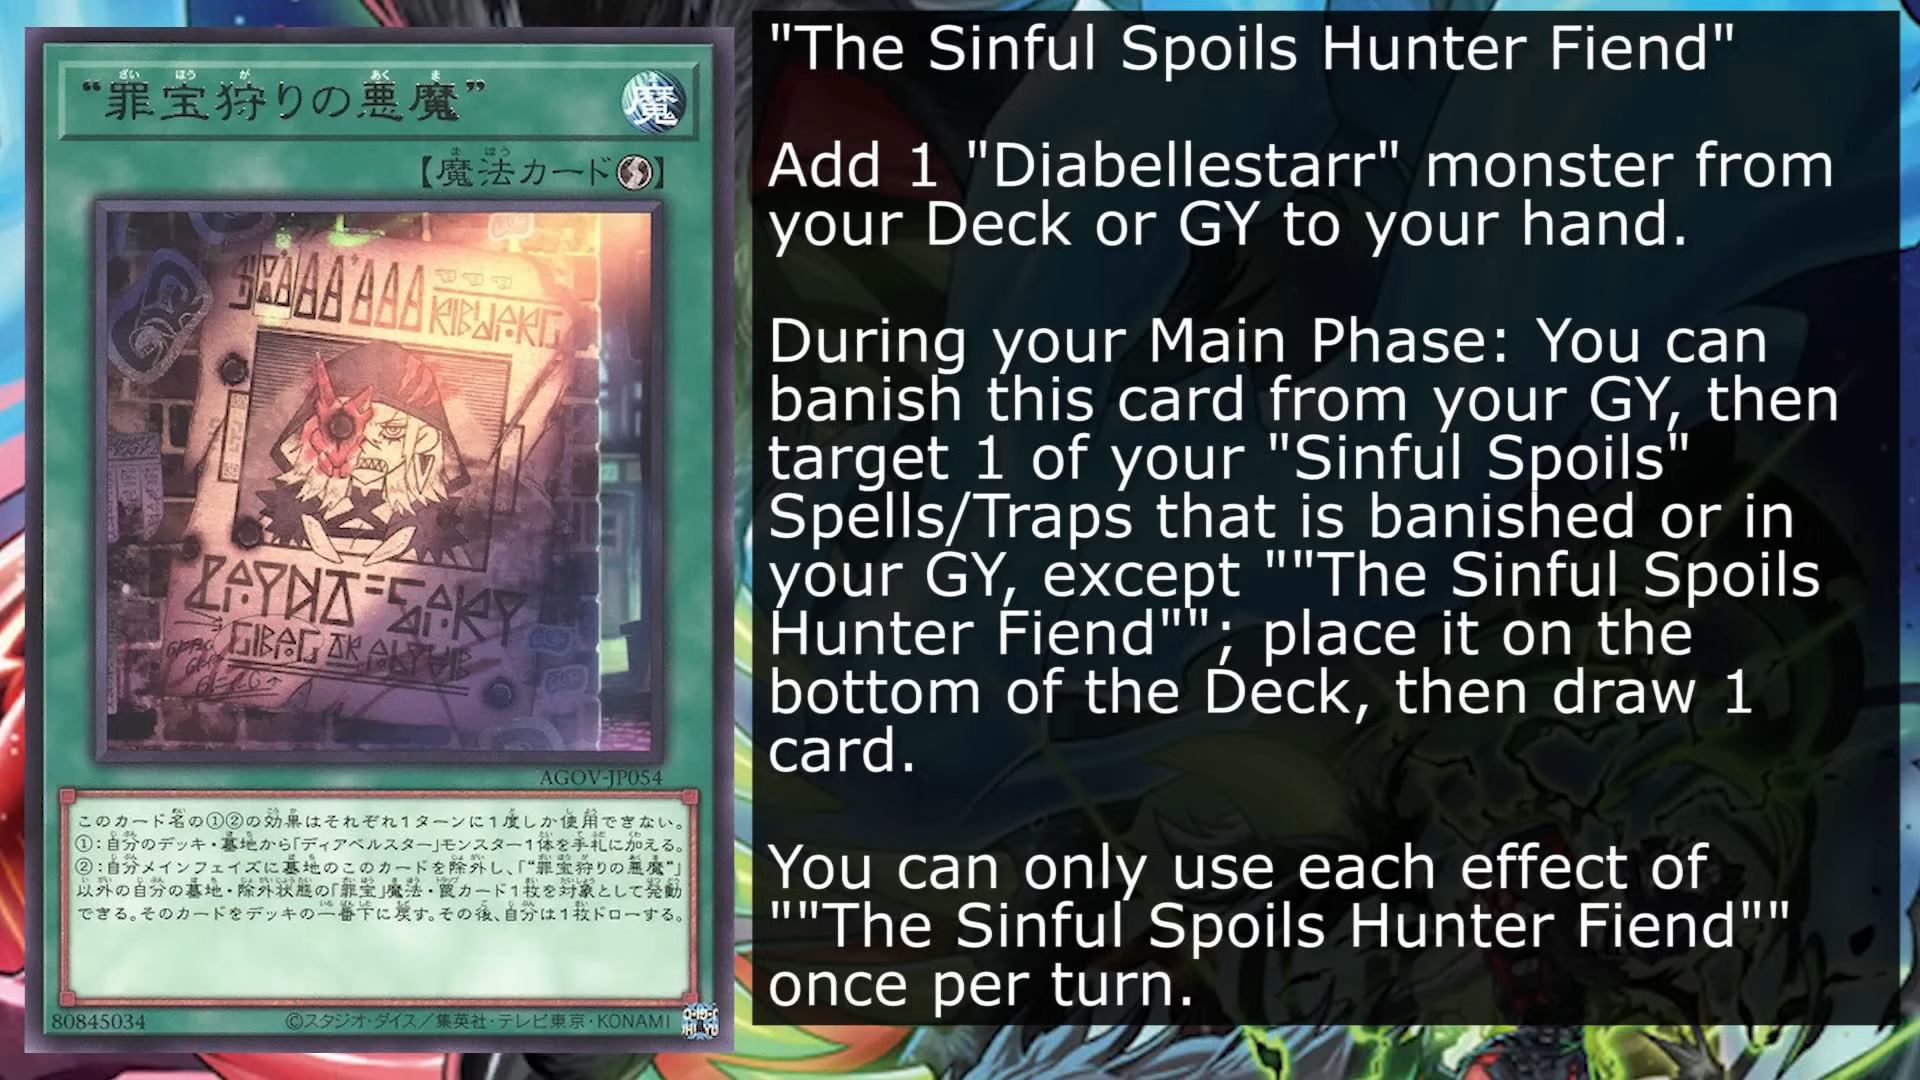 “罪宝狩りの悪魔”
魔
【魔法カード】
AGOV-JP054
このカード名の①②の効果はそれぞれ1ターンに1度しか使用できない。
①:自分のデッキ・墓地から「ディアベルスター」モンスター1体を手札に加える。
②:自分メインフェイズに墓地のこのカードを除外し、「“罪宝狩りの悪魔”」
以外の自分の墓地・除外状態の「罪宝」魔法・罠カード1枚を対象として発動
できる。そのカードをデッキの一番下に戻す。その後、自分は1枚ドローする。
80845034
©スタジオ・ダイス/集英社・テレビ東京・KONAMI
"The Sinful Spoils Hunter Fiend"
Add 1 "Diabellestarr" monster from
your Deck or GY to your hand.
During your Main Phase: You can
banish this card from your GY, then
target 1 of your "Sinful Spoils"
Spells/Traps that is banished or in
your GY, except ""The Sinful Spoils
Hunter Fiend""; place it on the
bottom of the Deck, then draw 1
card.
You can only use each effect of
""The Sinful Spoils Hunter Fiend""
once per turn.